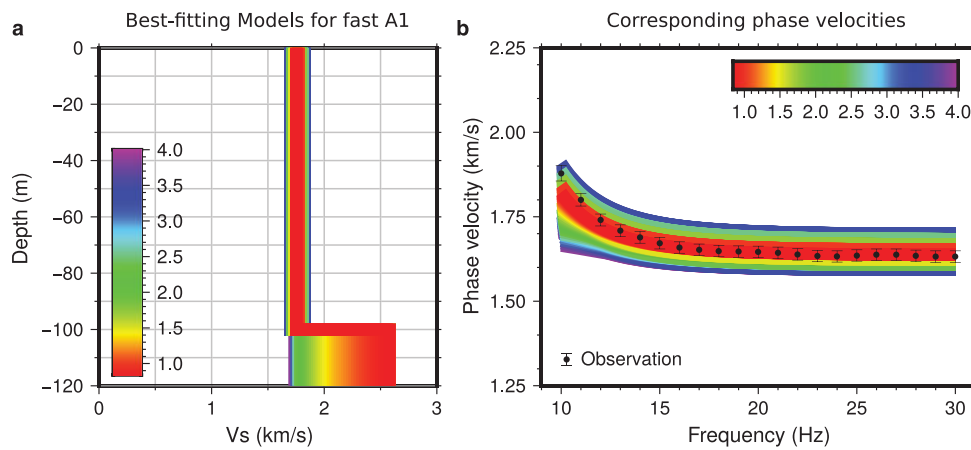 Best-fitting Models for fast A1
Corresponding phase velocities
a
b
0
−20
−40
−60
−80
−100
−120
Depth (m)
4.0
3.5
3.0
2.5
2.0
1.5
1.0
0 1 2 3
Vs (km/s)
2.25
2.00
1.75
1.50
1.25
Phase velocity (km/s)
1.0 1.5 2.0 2.5 3.0 3.5 4.0
Observation
10 15 20 25 30
Frequency (Hz)